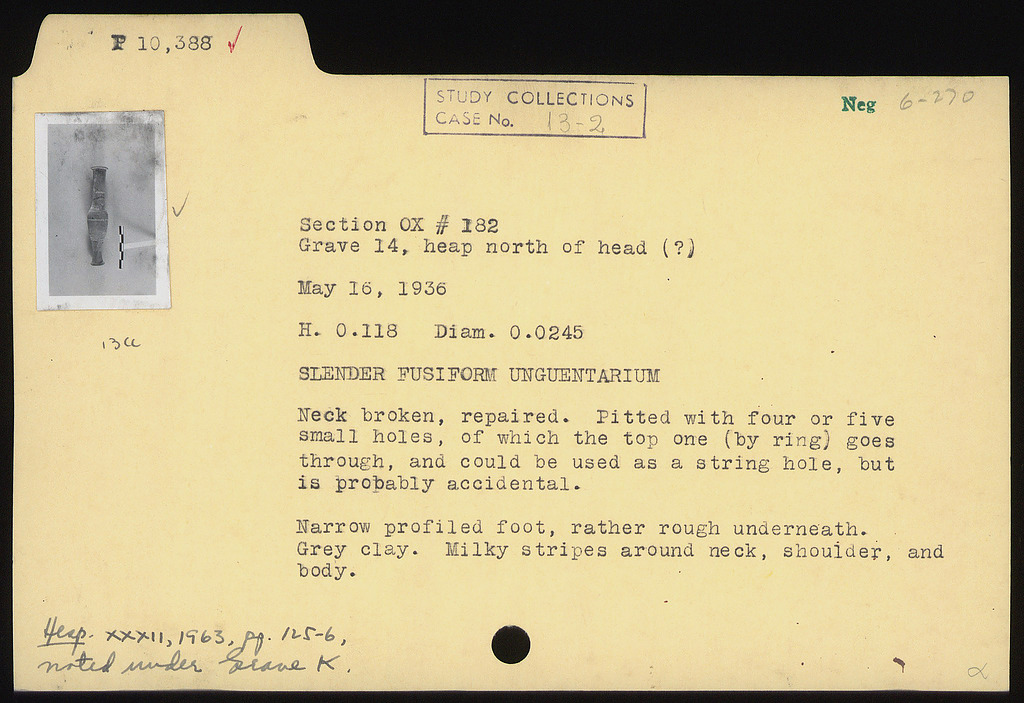 P 10,388 ✓
STUDY COLLECTIONS
CASE No. 13-2
Neg 6-270
Section OX # 182
Grave 14, heap north of head (?)
May 16, 1936
H. 0.118 Diam. 0.0245
SLENDER FUSIFORM UNGUENTARIUM
Neck broken, repaired. Pitted with four or five
small holes, of which the top one (by ring) goes
through, and could be used as a string hole, but
is probably accidental.
Narrow profiled foot, rather rough underneath.
Grey clay. Milky stripes around neck, shoulder, and
body.
Hesp. XXXII, 1963, pp. 125-6,
noted under Grave K.
α